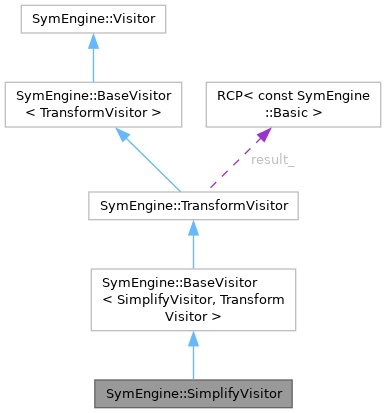 SymEngine::Visitor
SymEngine::BaseVisitor
< TransformVisitor >
RCP< const SymEngine
::Basic >
result_
SymEngine::TransformVisitor
SymEngine::BaseVisitor
< SimplifyVisitor, Transform
Visitor >
SymEngine::SimplifyVisitor